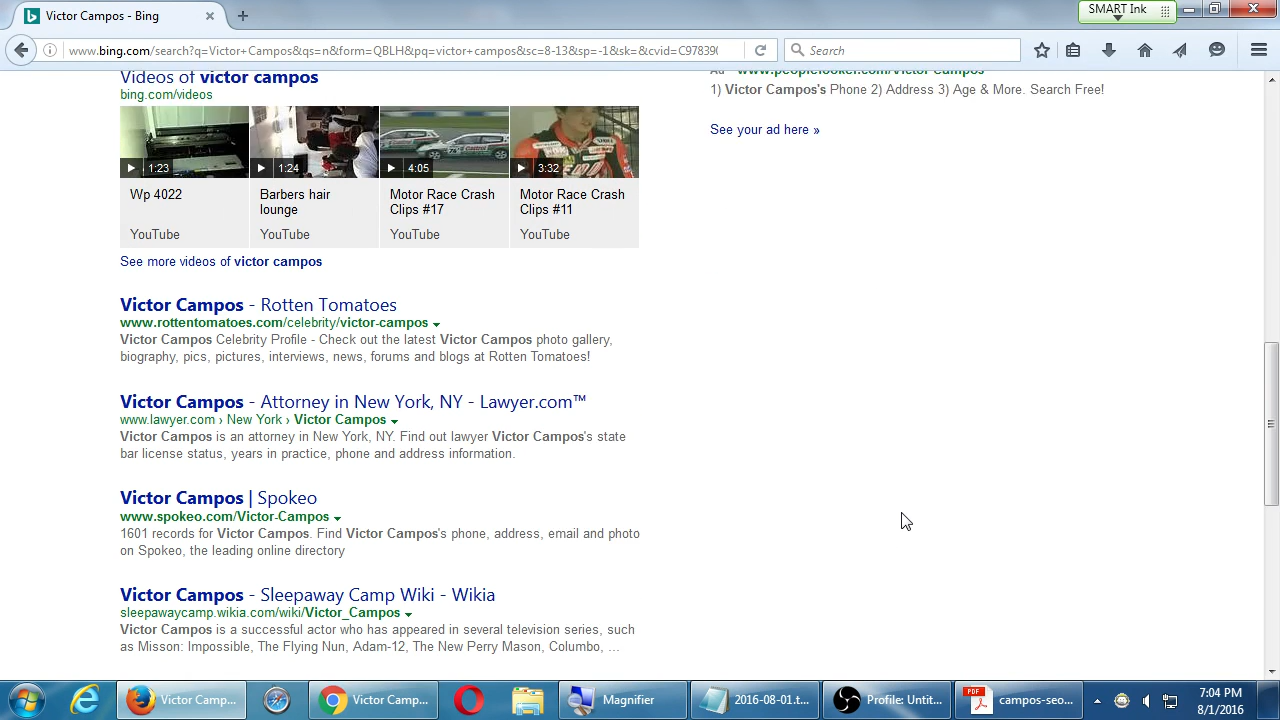 Victor Campos - Bing
SMART Ink
www.bing.com/search?q=Victor+Campos&qs=n&form=QBLH&pq=victor+campos&sc=8-13&sp=-1&sk=&cvid=C9783
Search
Videos of victor campos
bing.com/videos
1:23
1:24
4:05
3:32
Wp 4022
Barbers hair lounge
Motor Race Crash Clips #17
Motor Race Crash Clips #11
YouTube
YouTube
YouTube
YouTube
See more videos of victor campos
Victor Campos - Rotten Tomatoes
www.rottentomatoes.com/celebrity/victor-campos
Victor Campos Celebrity Profile - Check out the latest Victor Campos photo gallery,
biography, pics, pictures, interviews, news, forums and blogs at Rotten Tomatoes!
Victor Campos - Attorney in New York, NY - Lawyer.com™
www.lawyer.com › New York › Victor Campos
Victor Campos is an attorney in New York, NY. Find out lawyer Victor Campos's state
bar license status, years in practice, phone and address information.
Victor Campos | Spokeo
www.spokeo.com/Victor-Campos
1601 records for Victor Campos. Find Victor Campos's phone, address, email and photo
on Spokeo, the leading online directory
Victor Campos - Sleepaway Camp Wiki - Wikia
sleepawaycamp.wikia.com/wiki/Victor_Campos
Victor Campos is a successful actor who has appeared in several television series, such
as Misson: Impossible, The Flying Nun, Adam-12, The New Perry Mason, Columbo, ...
Ad www.peoplelooker.com/Victor-Campos
1) Victor Campos's Phone 2) Address 3) Age & More. Search Free!
See your ad here »
Victor Camp...
Victor Camp...
Magnifier
2016-08-01.t...
Profile: Untit...
PDF
campos-seo...
7:04 PM
8/1/2016